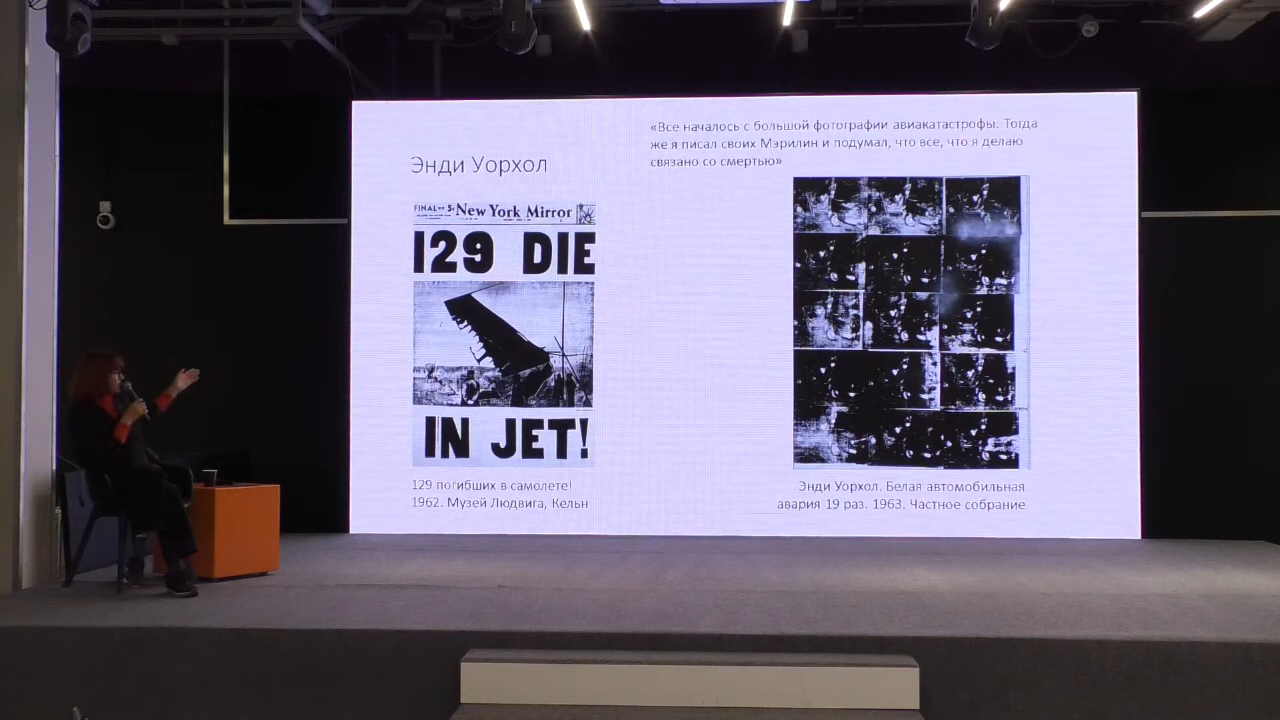 «Все началось с большой фотографии авиакатастрофы. Тогда
же я писал своих Мэрилин и подумал, что все, что я делаю
связано со смертью»
Энди Уорхол
FINAL 5¢ New York Mirror
129 DIE
IN JET!
129 погибших в самолете!
1962. Музей Людвига, Кельн
Энди Уорхол. Белая автомобильная
авария 19 раз. 1963. Частное собрание